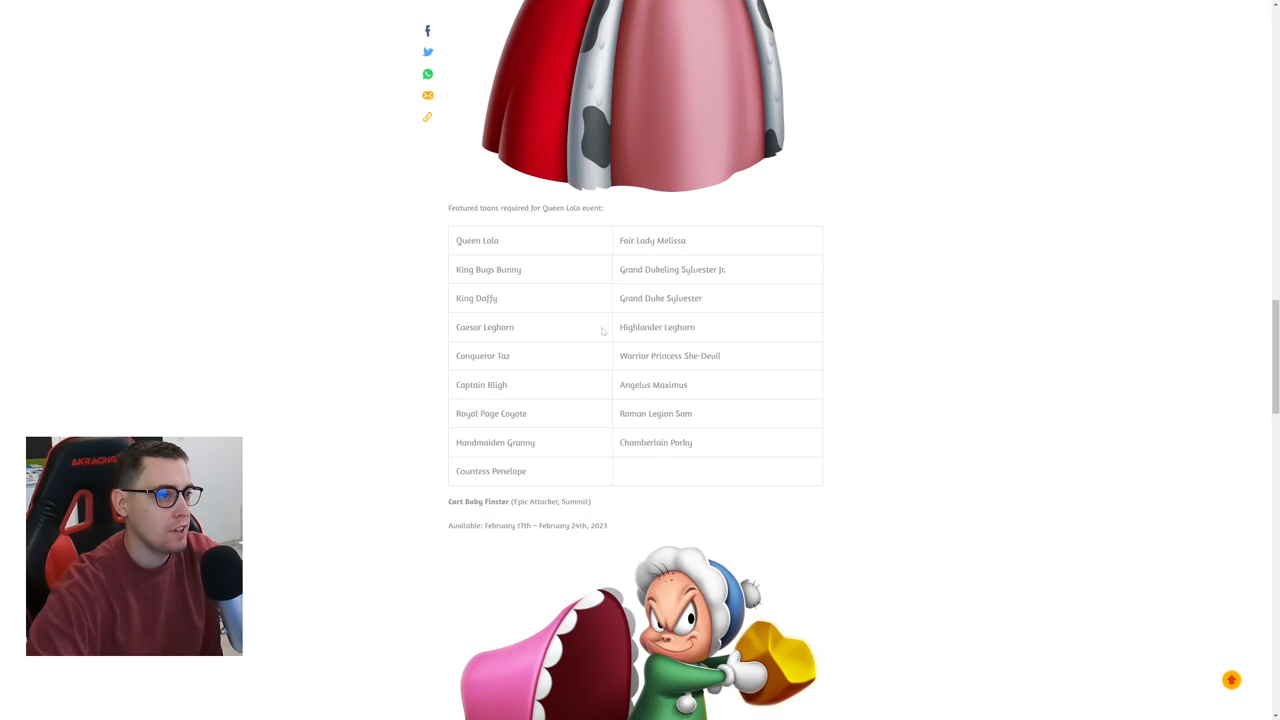 Featured toons required for Queen Lola event:
Queen Lola Fair Lady Melissa
King Bugs Bunny Grand Dukeling Sylvester Jr.
King Daffy Grand Duke Sylvester
Caesar Leghorn Highlander Leghorn
Conqueror Taz Warrior Princess She-Devil
Captain Bligh Angelus Maximus
Royal Page Coyote Roman Legion Sam
Handmaiden Granny Chamberlain Porky
Countess Penelope
Cart Baby Finster (Epic Attacker, Summit)
Available: February 17th – February 24th, 2023
AKRACING